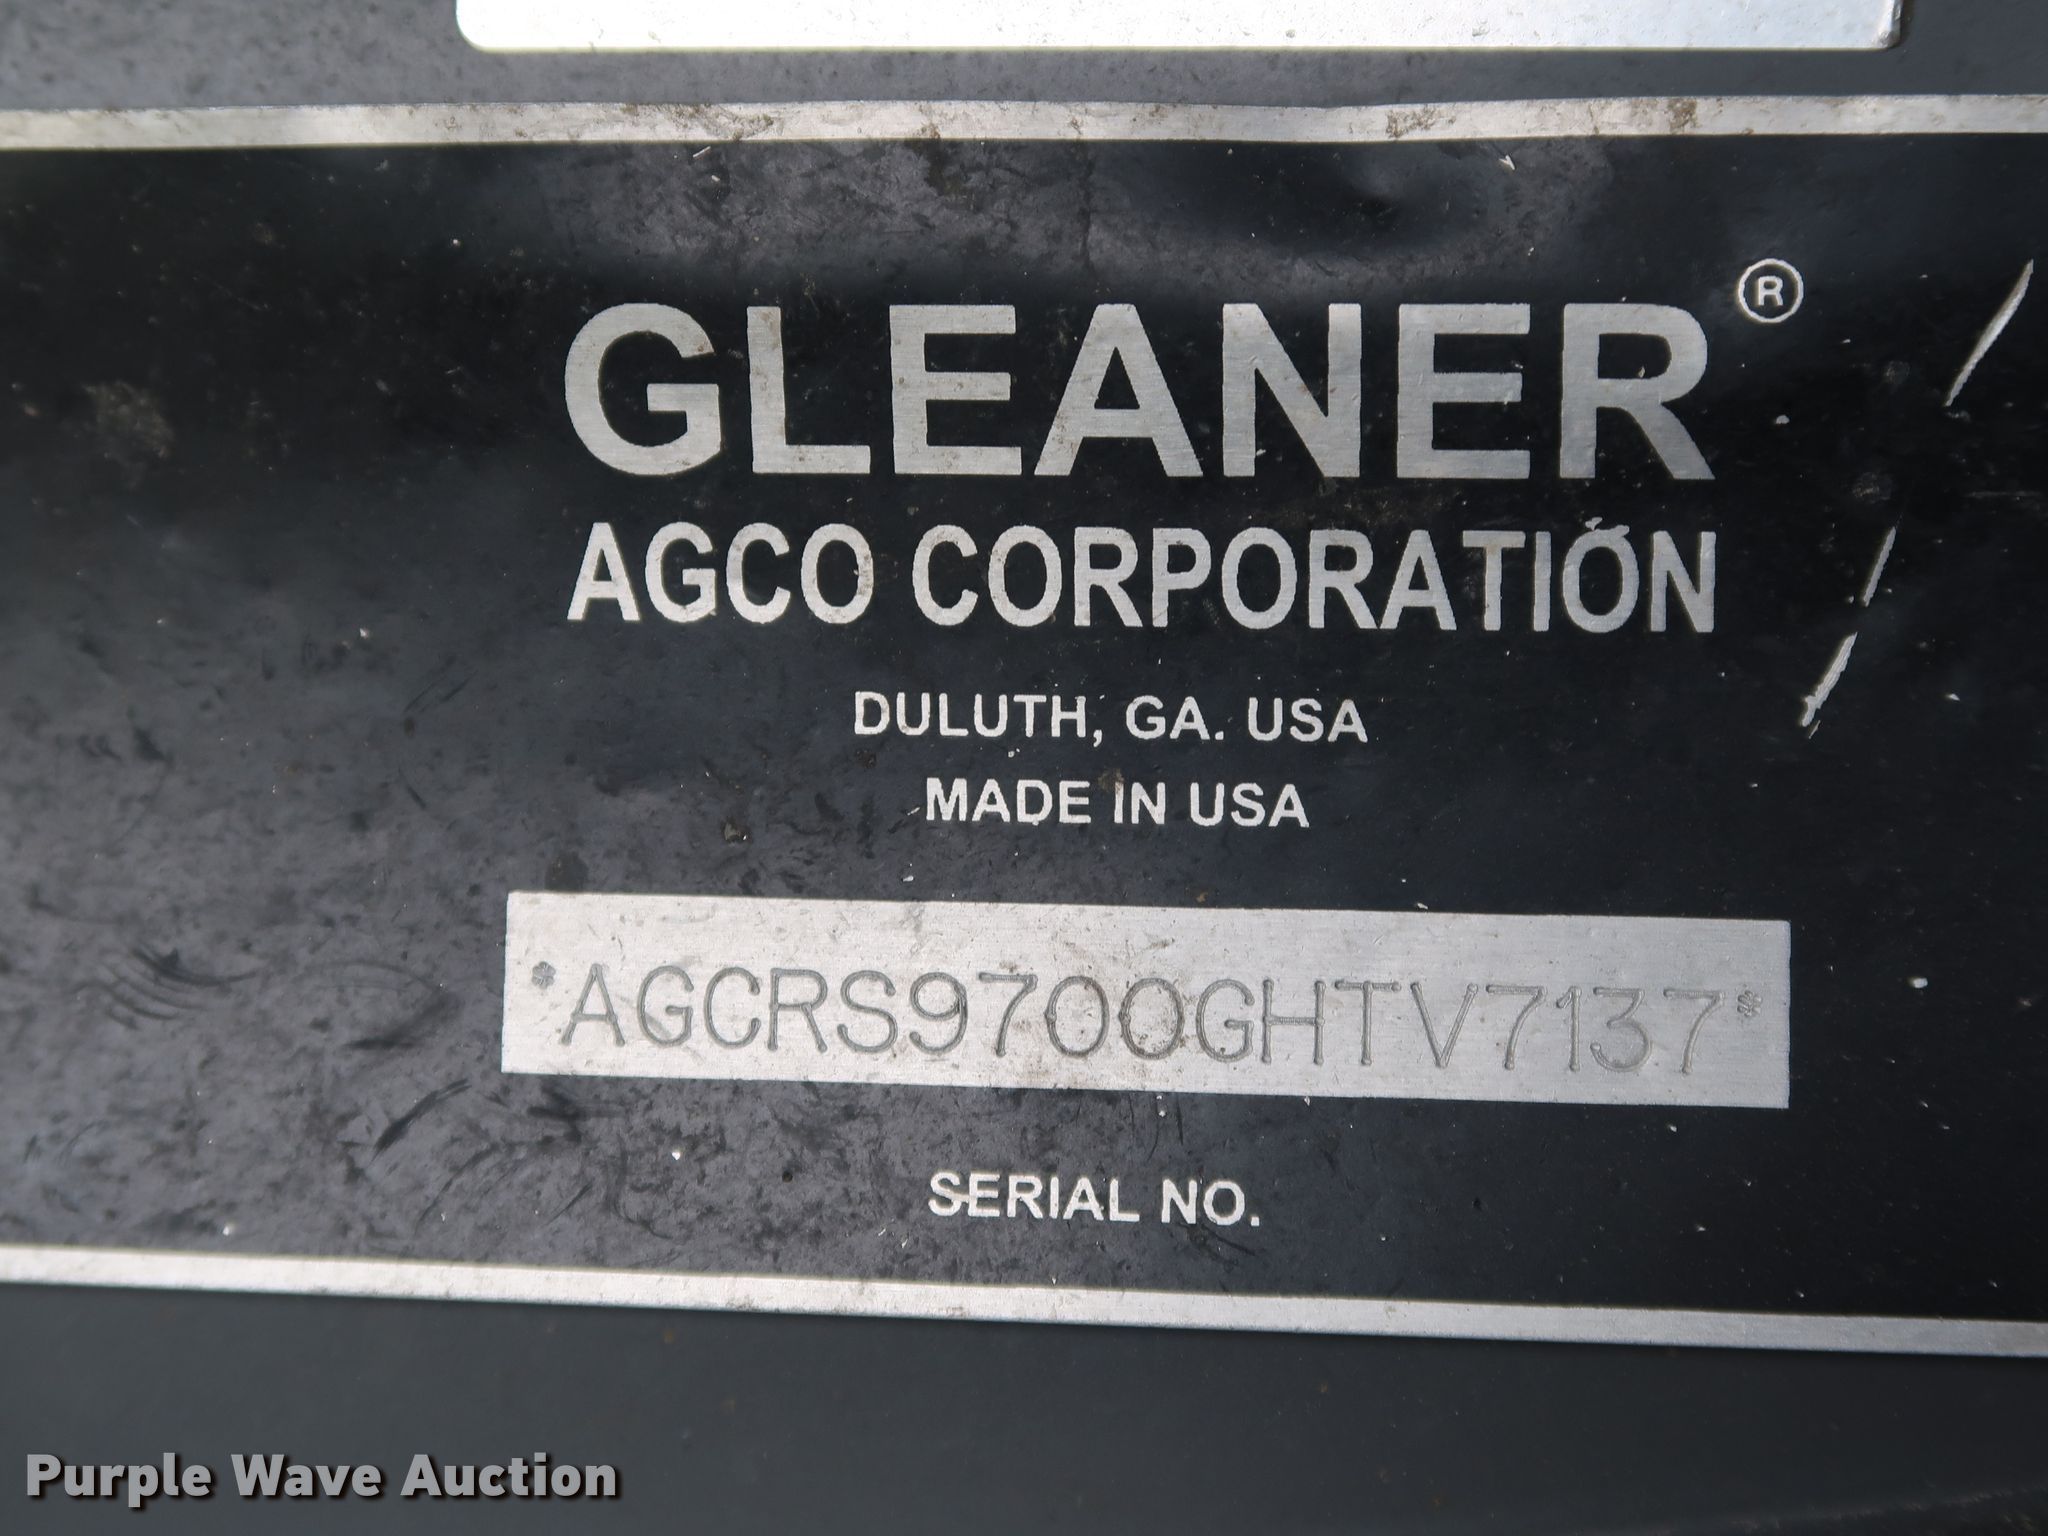 GLEANER®
AGCO CORPORATION
DULUTH, GA. USA
MADE IN USA
*AGCRS9700GHTV7137*
SERIAL NO.
Purple Wave Auction